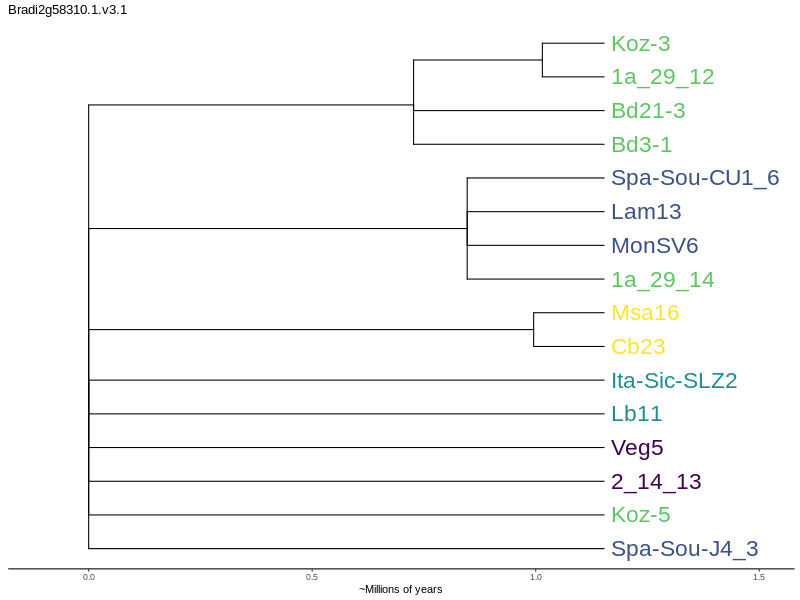 Bradi2g58310.1.v3.1
Koz-3
1a_29_12
Bd21-3
Bd3-1
Spa-Sou-CU1_6
Lam13
MonSV6
1a_29_14
Msa16
Cb23
Ita-Sic-SLZ2
Lb11
Veg5
2_14_13
Koz-5
Spa-Sou-J4_3
0.0 0.5 1.0 1.5
~Millions of years